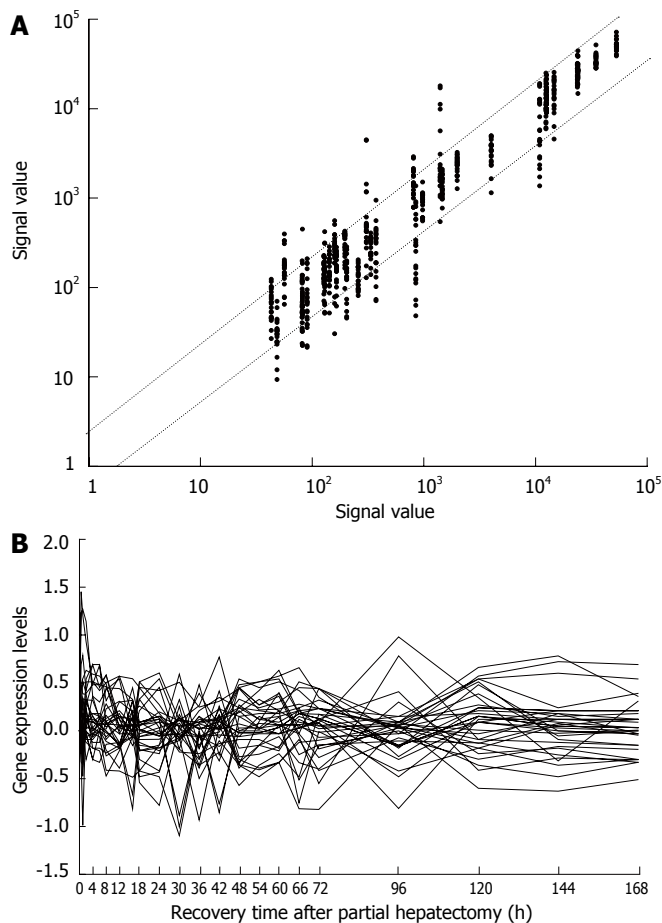 A
10^5
10^4
10^3
10^2
10
1
Signal value
1 10 10^2 10^3 10^4 10^5
Signal value
B
2.0
1.5
1.0
0.5
0.0
-0.5
-1.0
-1.5
Gene expression levels
0 4 8 12 18 24 30 36 42 48 54 60 66 72 96 120 144 168
Recovery time after partial hepatectomy (h)